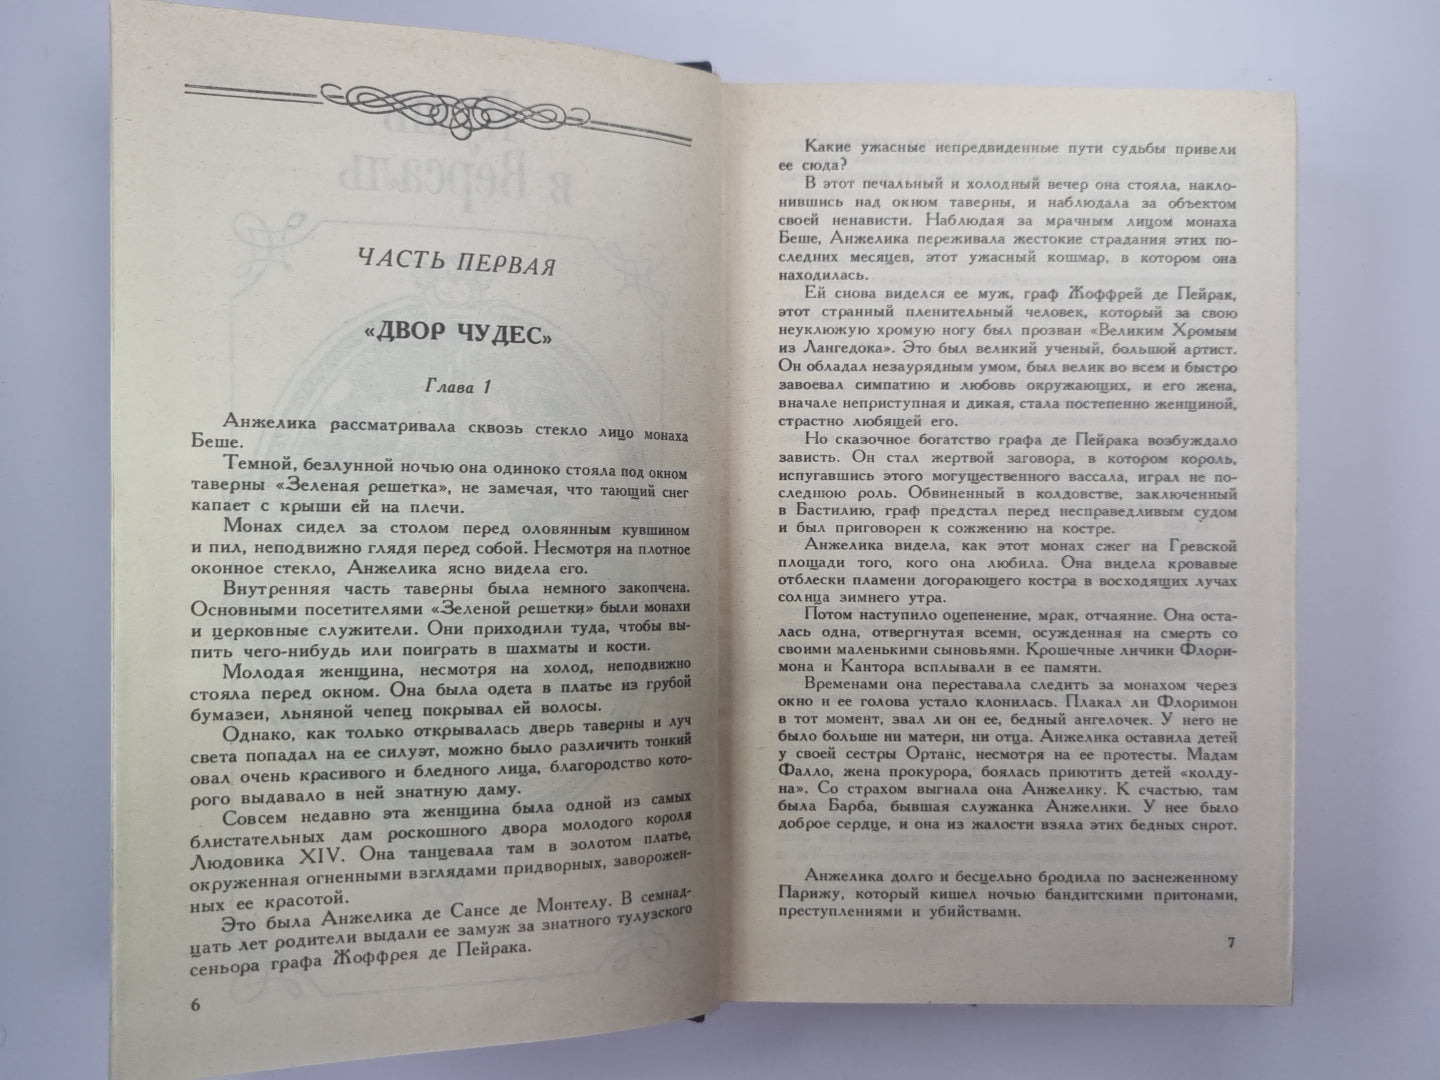 ЧАСТЬ ПЕРВАЯ
«ДВОР ЧУДЕС»
Глава 1
Анжелика рассматривала сквозь стекло лицо монаха
Беше.
Темной, безлунной ночью она одиноко стояла под окном
таверны «Зеленая решетка», не замечая, что тающий снег
капает с крыши ей на плечи.
Монах сидел за столом перед оловянным кувшином
и пил, неподвижно глядя перед собой. Несмотря на плотное
оконное стекло, Анжелика ясно видела его.
Внутренняя часть таверны была немного закопчена.
Основными посетителями «Зеленой решетки» были монахи
и церковные служители. Они приходили туда, чтобы вы-
пить чего-нибудь или поиграть в шахматы и кости.
Молодая женщина, несмотря на холод, неподвижно
стояла перед окном. Она была одета в платье из грубой
бумазеи, льняной чепец покрывал ей волосы.
Однако, как только открывалась дверь таверны и луч
света попадал на ее силуэт, можно было различить тонкий
овал очень красивого и бледного лица, благородство кото-
рого выдавало в ней знатную даму.
Совсем недавно эта женщина была одной из самых
блистательных дам роскошного двора молодого короля
Людовика XIV. Она танцевала там в золотом платье,
окруженная огненными взглядами придворных, заворожен-
ных ее красотой.
Это была Анжелика де Сансе де Монтелу. В семнад-
цать лет родители выдали ее замуж за знатного тулузского
сеньора графа Жоффрея де Пейрака.
6
Какие ужасные непредвиденные пути судьбы привели
ее сюда?
В этот печальный и холодный вечер она стояла, накло-
нившись над окном таверны, и наблюдала за объектом
своей ненависти. Наблюдая за мрачным лицом монаха
Беше, Анжелика переживала жестокие страдания этих по-
следних месяцев, этот ужасный кошмар, в котором она
находилась.
Ей снова виделся ее муж, граф Жоффрей де Пейрак,
этот странный пленительный человек, который за свою
неуклюжую хромую ногу был прозван «Великим Хромым
из Лангедока». Это был великий ученый, большой артист.
Он обладал незаурядным умом, был велик во всем и быстро
завоевал симпатию и любовь окружающих, и его жена,
вначале неприступная и дикая, стала постепенно женщиной,
страстно любящей его.
Но сказочное богатство графа де Пейрака возбуждало
зависть. Он стал жертвой заговора, в котором король,
испугавшись этого могущественного вассала, играл не по-
следнюю роль. Обвиненный в колдовстве, заключенный
в Бастилию, граф предстал перед несправедливым судом
и был приговорен к сожжению на костре.
Анжелика видела, как этот монах сжег на Гревской
площади того, кого она любила. Она видела кровавые
отблески пламени догорающего костра в восходящих лучах
солнца зимнего утра.
Потом наступило оцепенение, мрак, отчаяние. Она оста-
лась одна, отвергнутая всеми, осужденная на смерть со
своими маленькими сыновьями. Крошечные личики Флори-
мона и Кантора всплывали в ее памяти.
Временами она переставала следить за монахом через
окно и ее голова устало клонилась. Плакал ли Флоримон
в тот момент, звал ли он ее, бедный ангелочек. У него не
было больше ни матери, ни отца. Анжелика оставила детей
у своей сестры Ортанс, несмотря на ее протесты. Мадам
Фалло, жена прокурора, боялась приютить детей «колду-
на». Со страхом выгнала она Анжелику. К счастью, там
была Барба, бывшая служанка Анжелики. У нее было
доброе сердце, и она из жалости взяла этих бедных сирот.
Анжелика долго и бесцельно бродила по заснеженному
Парижу, который кишел ночью бандитскими притонами,
преступлениями и убийствами.
7